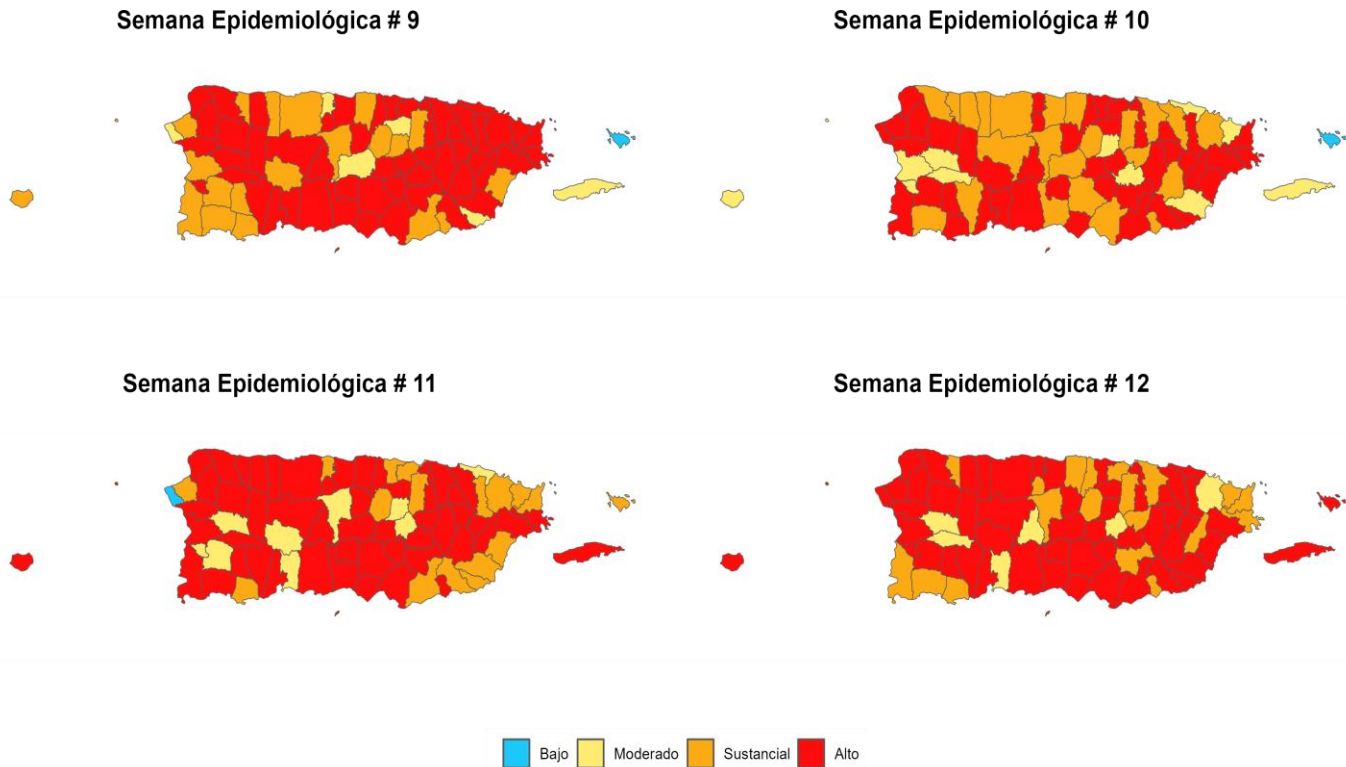 Semana Epidemiológica # 9
Semana Epidemiológica # 10
Semana Epidemiológica # 11
Semana Epidemiológica # 12
Bajo Moderado Sustancial Alto